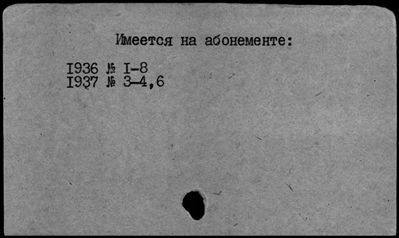 Имеется на абонементе:
1936 № 1-8
1937 № 3-4,6